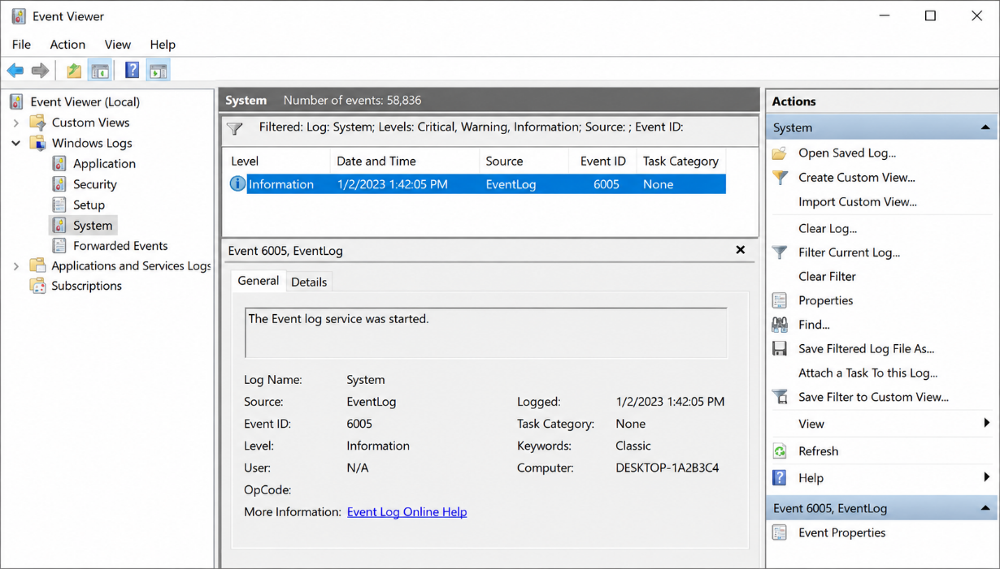 Event Viewer
File Action View Help
Event Viewer (Local)
Custom Views
Windows Logs
Application
Security
Setup
System
Forwarded Events
Applications and Services Logs
Subscriptions
System Number of events: 58,836
Filtered: Log: System; Levels: Critical, Warning, Information; Source: ; Event ID:
Level Date and Time Source Event ID Task Category
Information 1/2/2023 1:42:05 PM EventLog 6005 None
Event 6005, EventLog
General Details
The Event log service was started.
Log Name: System
Source: EventLog Logged: 1/2/2023 1:42:05 PM
Event ID: 6005 Task Category: None
Level: Information Keywords: Classic
User: N/A Computer: DESKTOP-1A2B3C4
OpCode:
More Information: Event Log Online Help
Actions
System
Open Saved Log...
Create Custom View...
Import Custom View...
Clear Log...
Filter Current Log...
Clear Filter
Properties
Find...
Save Filtered Log File As...
Attach a Task To this Log...
Save Filter to Custom View...
View
Refresh
Help
Event 6005, EventLog
Event Properties